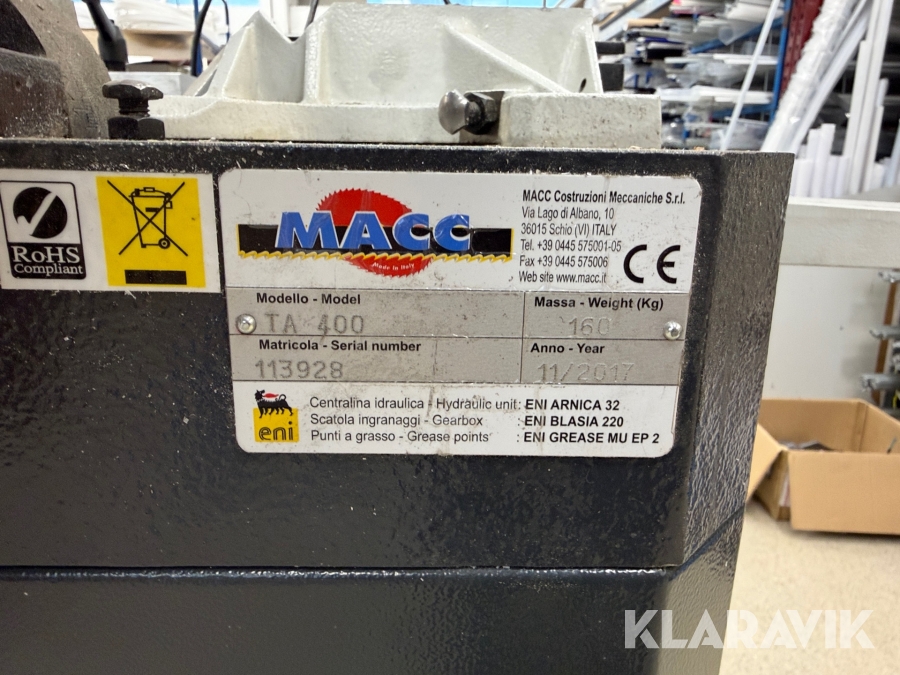 RoHS
Compliant
MACC
Made in Italy
MACC Costruzioni Meccaniche S.r.l.
Via Lago di Albano, 10
36015 Schio (VI) ITALY
Tel. +39 0445 575001-05
Fax +39 0445 575006
Web site www.macc.it
CE
Modello - Model
TA 400
Massa - Weight (Kg)
160
Matricola - Serial number
113928
Anno - Year
11/2017
eni
Centralina idraulica - Hydraulic unit : ENI ARNICA 32
Scatola ingranaggi - Gearbox : ENI BLASIA 220
Punti a grasso - Grease points : ENI GREASE MU EP 2
KLARAVIK